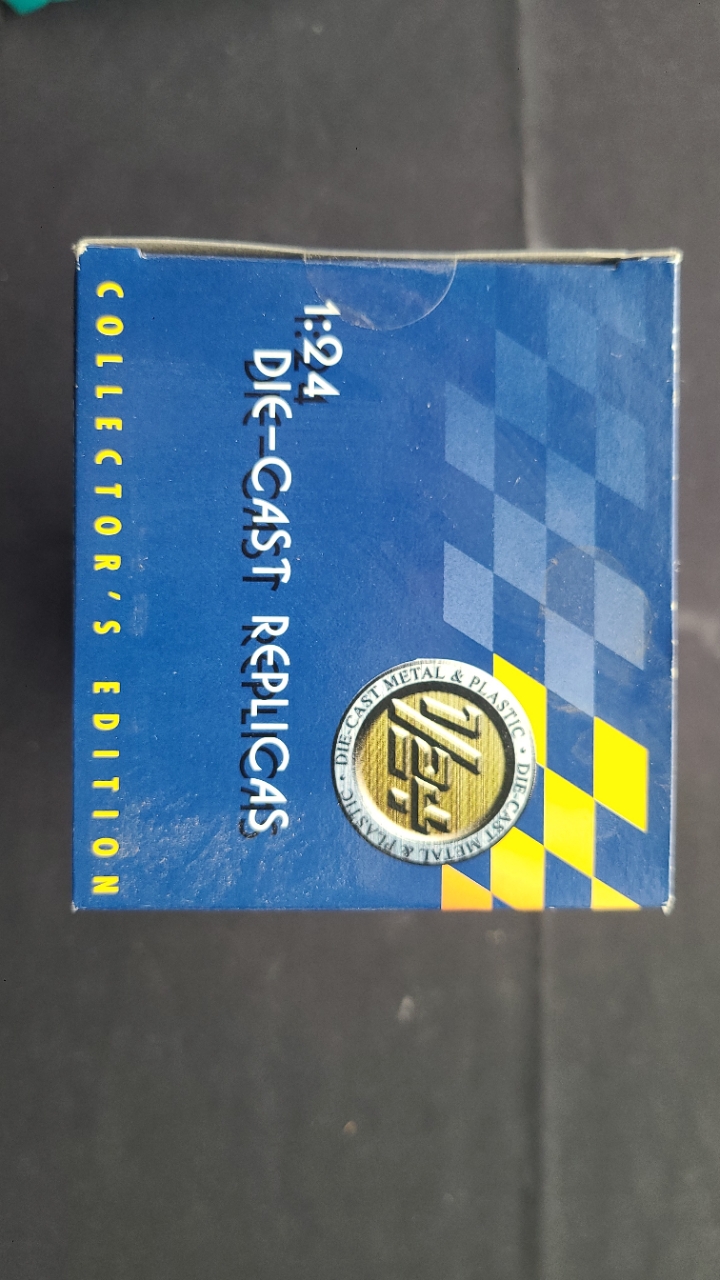 1:24
DIE-CAST REPLICAS
DIE-CAST METAL & PLASTIC • DIE-CAST METAL & PLASTIC •
1/24
COLLECTOR'S EDITION